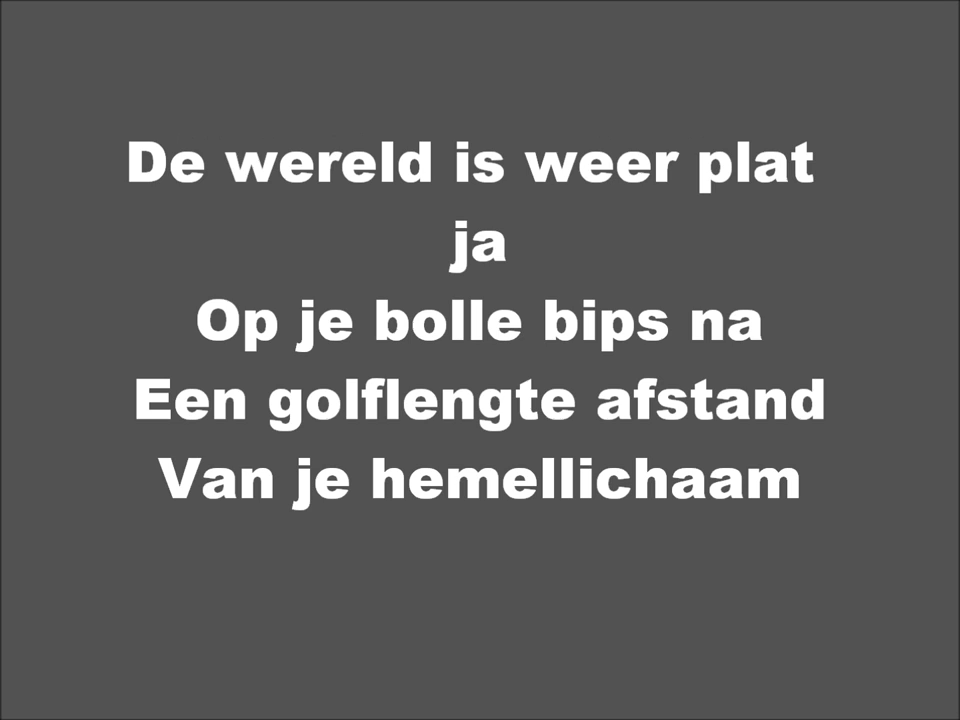 De wereld is weer plat
ja
Op je bolle bips na
Een golflengte afstand
Van je hemellichaam